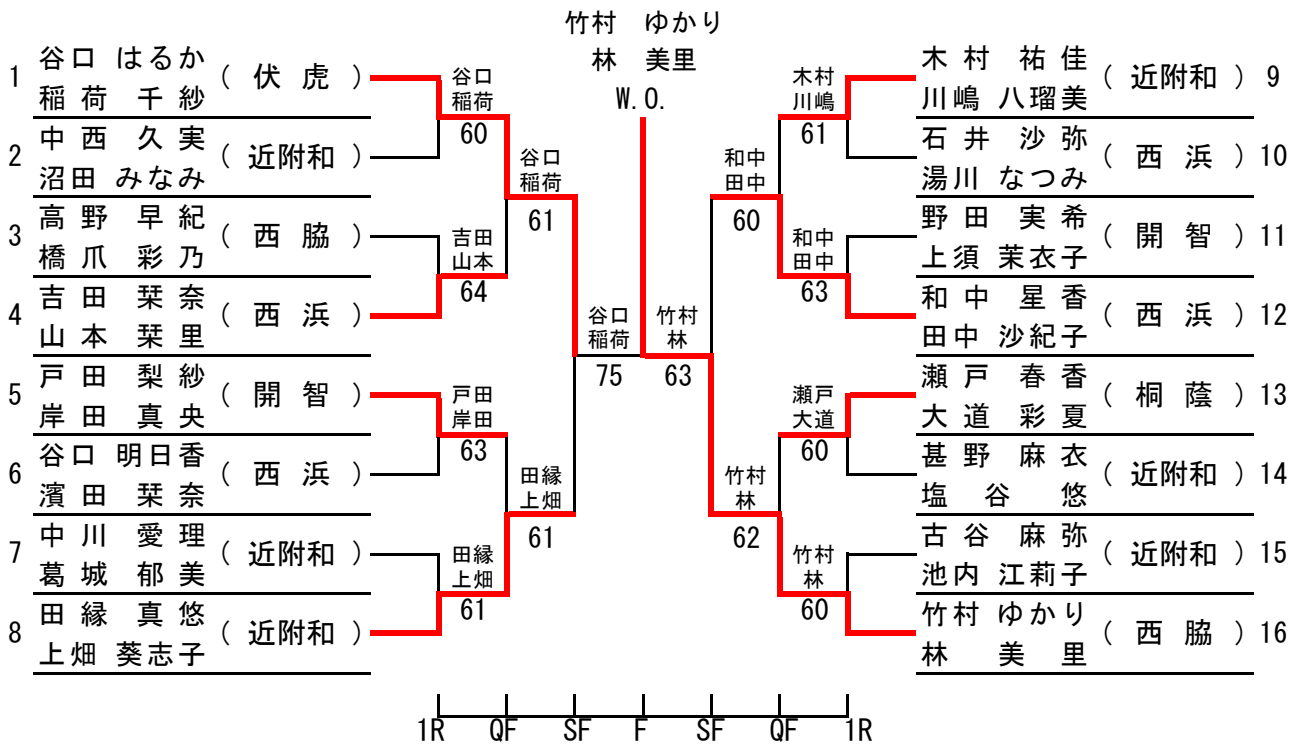 竹村 ゆかり
林 美里
W.O.
1 谷口 はるか ( 伏虎 )
稲荷 千紗
2 中西 久実 ( 近附和 )
沼田 みなみ
3 高野 早紀 ( 西脇 )
橋爪 彩乃
4 吉田 栞奈 ( 西浜 )
山本 栞里
5 戸田 梨紗 ( 開智 )
岸田 真央
6 谷口 明日香 ( 西浜 )
濱田 栞奈
7 中川 愛理 ( 近附和 )
葛城 郁美
8 田縁 真悠 ( 近附和 )
上畑 葵志子
谷口
稲荷
60
吉田
山本
64
戸田
岸田
63
田縁
上畑
61
谷口
稲荷
61
田縁
上畑
61
谷口
稲荷
75
竹村
林
63
和中
田中
60
竹村
林
62
木村
川嶋
61
和中
田中
63
瀬戸
大道
60
竹村
林
60
木村 祐佳 ( 近附和 ) 9
川嶋 八瑠美
石井 沙弥 ( 西浜 ) 10
湯川 なつみ
野田 実希 ( 開智 ) 11
上須 茉衣子
和中 星香 ( 西浜 ) 12
田中 沙紀子
瀬戸 春香 ( 桐蔭 ) 13
大道 彩夏
甚野 麻衣 ( 近附和 ) 14
塩谷 悠
古谷 麻弥 ( 近附和 ) 15
池内 江莉子
竹村 ゆかり ( 西脇 ) 16
林 美里
1R QF SF F SF QF 1R